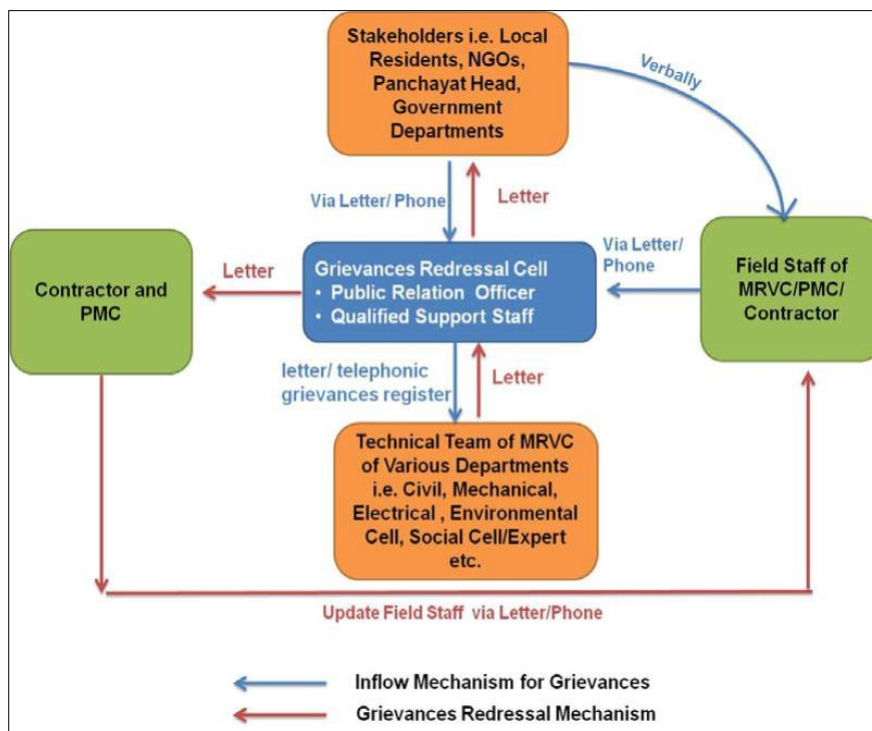 Stakeholders i.e. Local
Residents, NGOs,
Panchayat Head,
Government
Departments
Verbally
Via Letter/ Phone
Letter
Contractor and
PMC
Letter
Grievances Redressal Cell
• Public Relation Officer
• Qualified Support Staff
Via Letter/
Phone
Field Staff of
MRVC/PMC/
Contractor
letter/ telephonic
grievances register
Letter
Technical Team of MRVC
of Various Departments
i.e. Civil, Mechanical,
Electrical , Environmental
Cell, Social Cell/Expert
etc.
Update Field Staff via Letter/Phone
Inflow Mechanism for Grievances
Grievances Redressal Mechanism